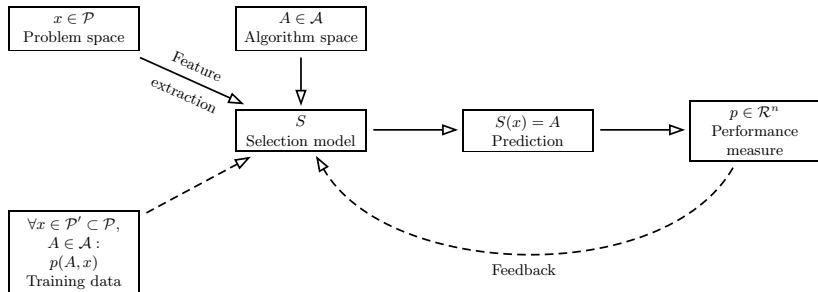 x ∈ 𝒫
Problem space
A ∈ 𝒜
Algorithm space
Feature
extraction
S
Selection model
S(x) = A
Prediction
p ∈ ℛⁿ
Performance
measure
∀x ∈ 𝒫′ ⊂ 𝒫,
A ∈ 𝒜 :
p(A, x)
Training data
Feedback